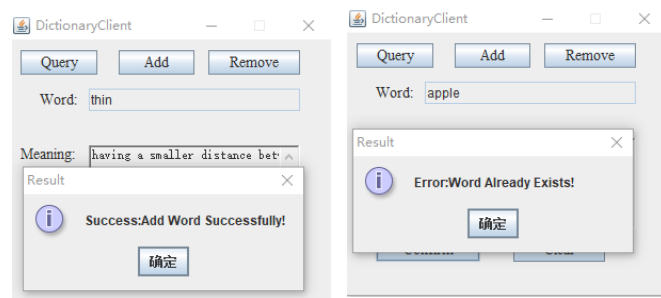 DictionaryClient
Query Add Remove
Word: thin
Meaning: having a smaller distance bet
Result
Success:Add Word Successfully!
确定
DictionaryClient
Query Add Remove
Word: apple
Result
Error:Word Already Exists!
确定